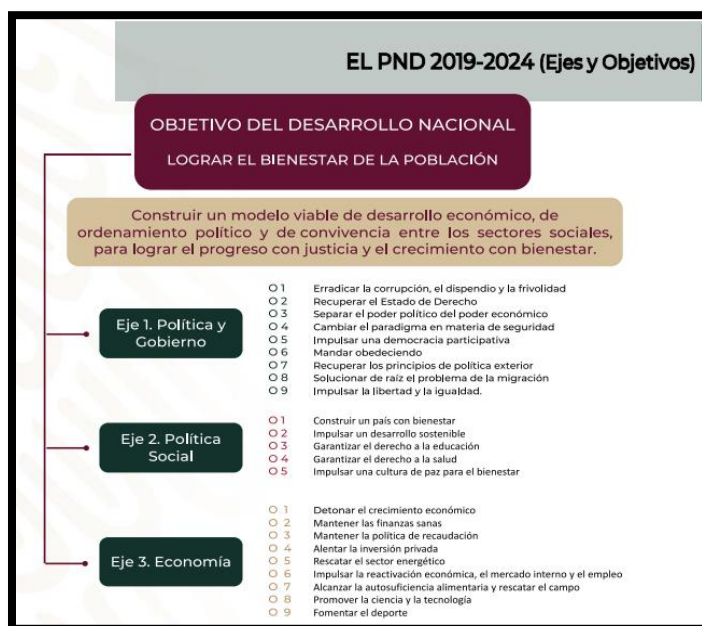 EL PND 2019-2024 (Ejes y Objetivos)
OBJETIVO DEL DESARROLLO NACIONAL
LOGRAR EL BIENESTAR DE LA POBLACIÓN
Construir un modelo viable de desarrollo económico, de
ordenamiento político y de convivencia entre los sectores sociales,
para lograr el progreso con justicia y el crecimiento con bienestar.
Eje 1. Política y
Gobierno
O 1 Erradicar la corrupción, el dispendio y la frivolidad
O 2 Recuperar el Estado de Derecho
O 3 Separar el poder político del poder económico
O 4 Cambiar el paradigma en materia de seguridad
O 5 Impulsar una democracia participativa
O 6 Mandar obedeciendo
O 7 Recuperar los principios de política exterior
O 8 Solucionar de raíz el problema de la migración
O 9 Impulsar la libertad y la igualdad.
Eje 2. Política
Social
O 1 Construir un país con bienestar
O 2 Impulsar un desarrollo sostenible
O 3 Garantizar el derecho a la educación
O 4 Garantizar el derecho a la salud
O 5 Impulsar una cultura de paz para el bienestar
Eje 3. Economía
O 1 Detonar el crecimiento económico
O 2 Mantener las finanzas sanas
O 3 Mantener la política de recaudación
O 4 Alentar la inversión privada
O 5 Rescatar el sector energético
O 6 Impulsar la reactivación económica, el mercado interno y el empleo
O 7 Alcanzar la autosuficiencia alimentaria y rescatar el campo
O 8 Promover la ciencia y la tecnología
O 9 Fomentar el deporte